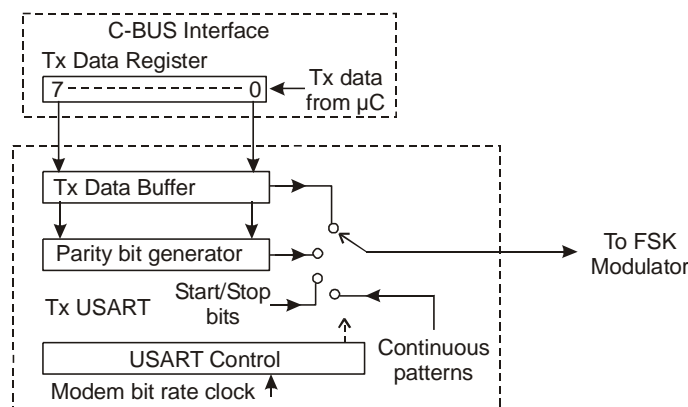 C-BUS Interface
Tx Data Register
7 0
Tx data
from µC
Tx Data Buffer
Parity bit generator
To FSK
Modulator
Start/Stop
bits
Tx USART
Continuous
patterns
USART Control
Modem bit rate clock